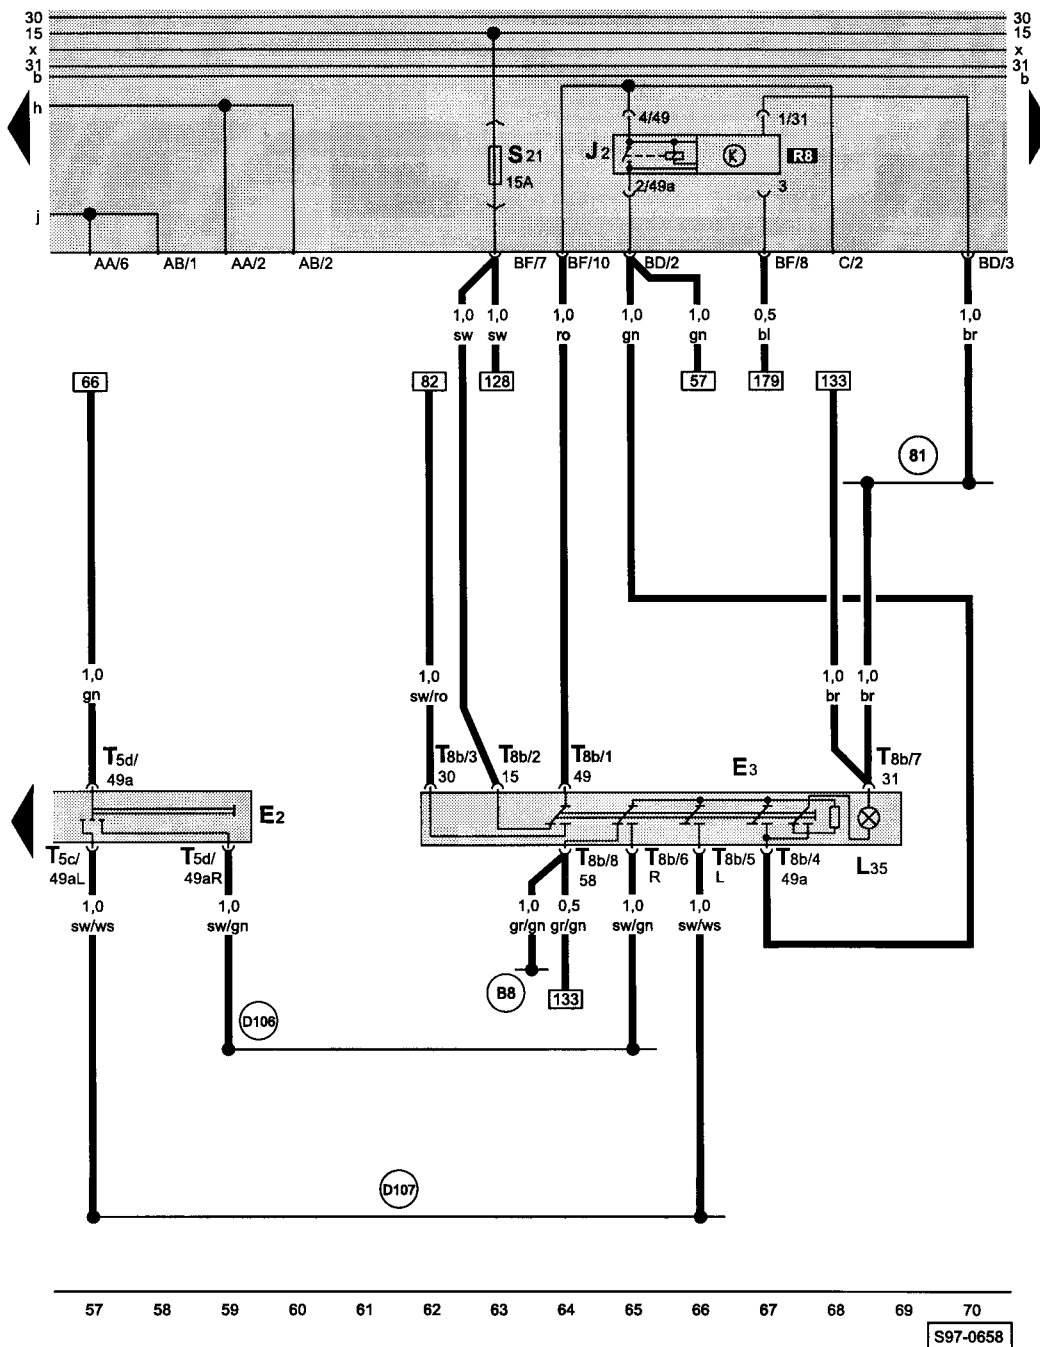 30 30
15 15
x x
31 31
b b
h 4/49 1/31
J2 K R8
S21
15A 2/49a 3
j
AA/6 AB/1 AA/2 AB/2 BF/7 BF/10 BD/2 BF/8 C/2 BD/3
1,0 1,0 1,0 1,0 1,0 0,5 1,0
sw sw ro gn gn bl br
66 82 128 57 179 133
81
1,0 1,0 1,0 1,0
gn sw/ro br br
T5d/ T8b/3 T8b/2 T8b/1 E3 T8b/7
49a 30 15 49 31
E2
T5c/ T5d/ T8b/8 T8b/6 T8b/5 T8b/4 L35
49aL 49aR 58 R L 49a
1,0 1,0 1,0 0,5 1,0 1,0
sw/ws sw/gn gr/gn gr/gn sw/gn sw/ws
B8 133
D106
D107
57 58 59 60 61 62 63 64 65 66 67 68 69 70
S97-0658